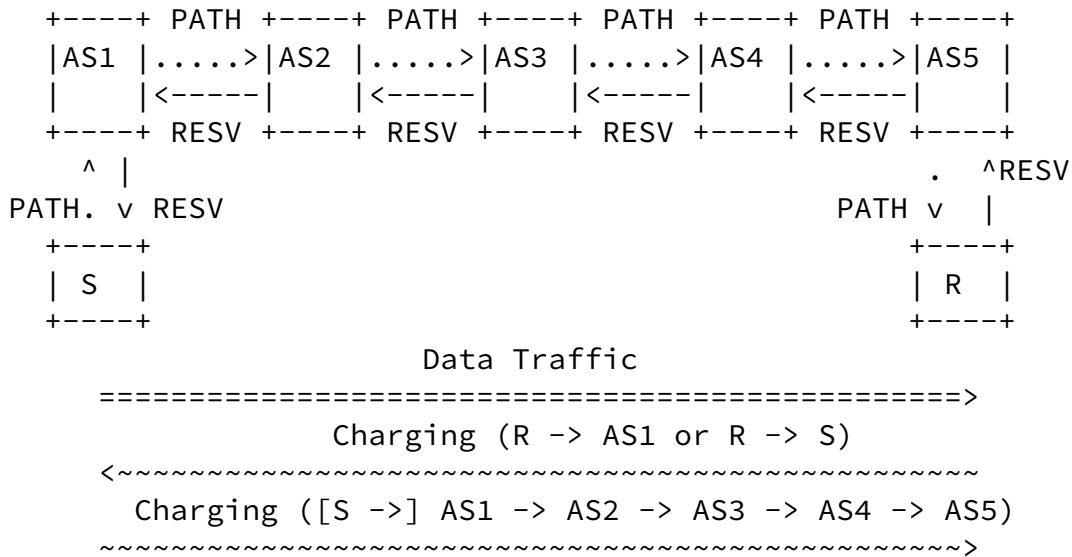 +----+ PATH +----+ PATH +----+ PATH +----+ PATH +----+
|AS1 |.....>|AS2 |.....>|AS3 |.....>|AS4 |.....>|AS5 |
|    |<-----|    |<-----|    |<-----|    |<-----|    |
+----+ RESV +----+ RESV +----+ RESV +----+ RESV +----+
^ | . ^RESV
PATH. v RESV PATH v |
+----+ +----+
| S | | R |
+----+ +----+
Data Traffic
================================================>
Charging (R -> AS1 or R -> S)
<~~~~~~~~~~~~~~~~~~~~~~~~~~~~~~~~~~~~~~~~~~~~~~~~
Charging ([S ->] AS1 -> AS2 -> AS3 -> AS4 -> AS5)
~~~~~~~~~~~~~~~~~~~~~~~~~~~~~~~~~~~~~~~~~~~~~~~~>